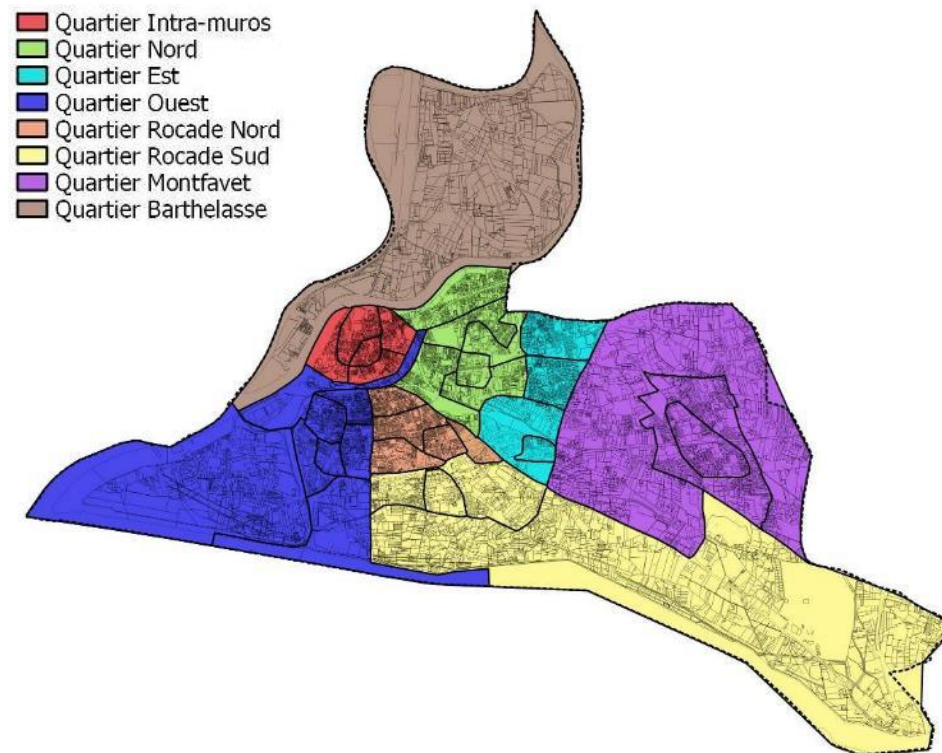 Quartier Intra-muros
Quartier Nord
Quartier Est
Quartier Ouest
Quartier Rocade Nord
Quartier Rocade Sud
Quartier Montfavet
Quartier Barthelasse